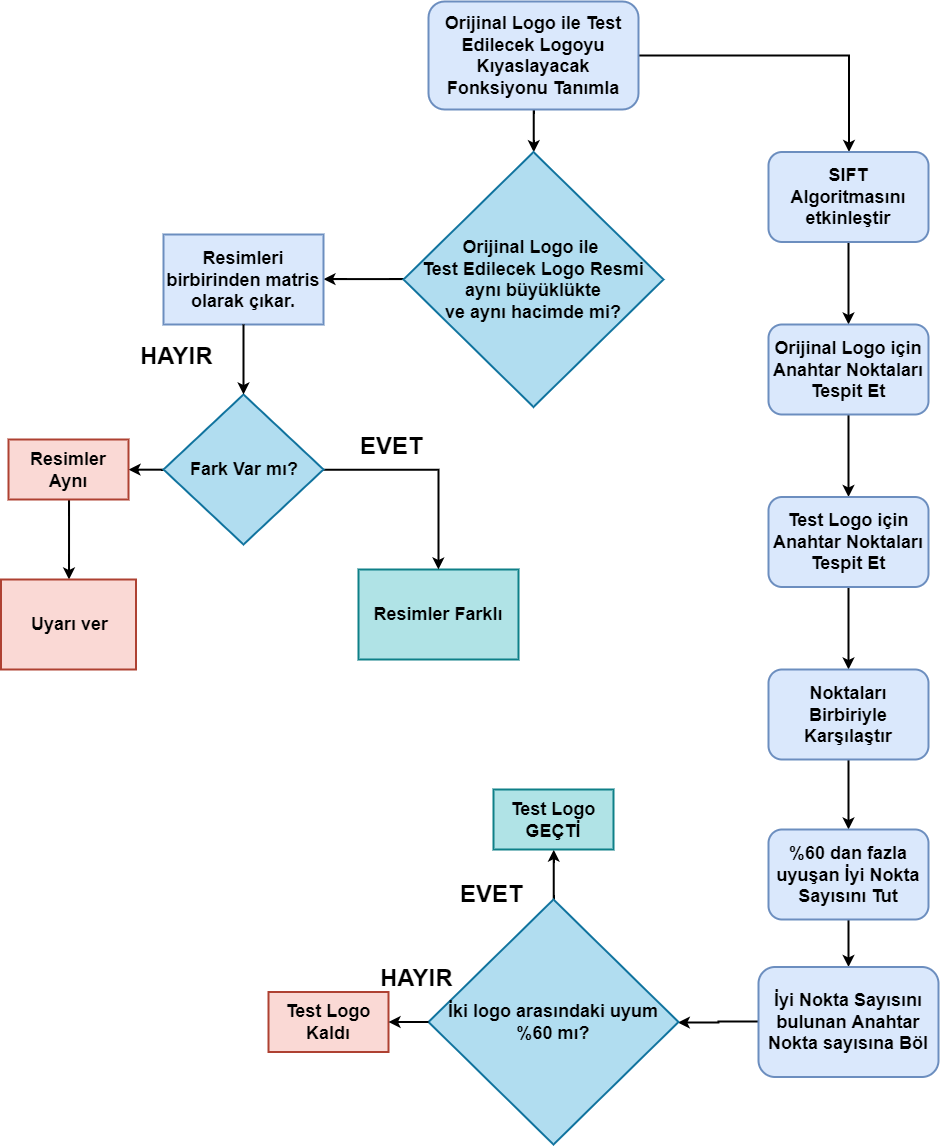 Orijinal Logo ile Test
Edilecek Logoyu
Kıyaslayacak
Fonksiyonu Tanımla
SIFT
Algoritmasını
etkinleştir
Orijinal Logo ile
Test Edilecek Logo Resmi
aynı büyüklükte
ve aynı hacimde mi?
Resimleri
birbirinden matris
olarak çıkar.
HAYIR
Orijinal Logo için
Anahtar Noktaları
Tespit Et
Fark Var mı?
EVET
Resimler
Aynı
Uyarı ver
Resimler Farklı
Test Logo için
Anahtar Noktaları
Tespit Et
Noktaları
Birbiriyle
Karşılaştır
%60 dan fazla
uyuşan İyi Nokta
Sayısını Tut
İyi Nokta Sayısını
bulunan Anahtar
Nokta sayısına Böl
İki logo arasındaki uyum
%60 mı?
EVET
Test Logo
GEÇTİ
HAYIR
Test Logo
Kaldı